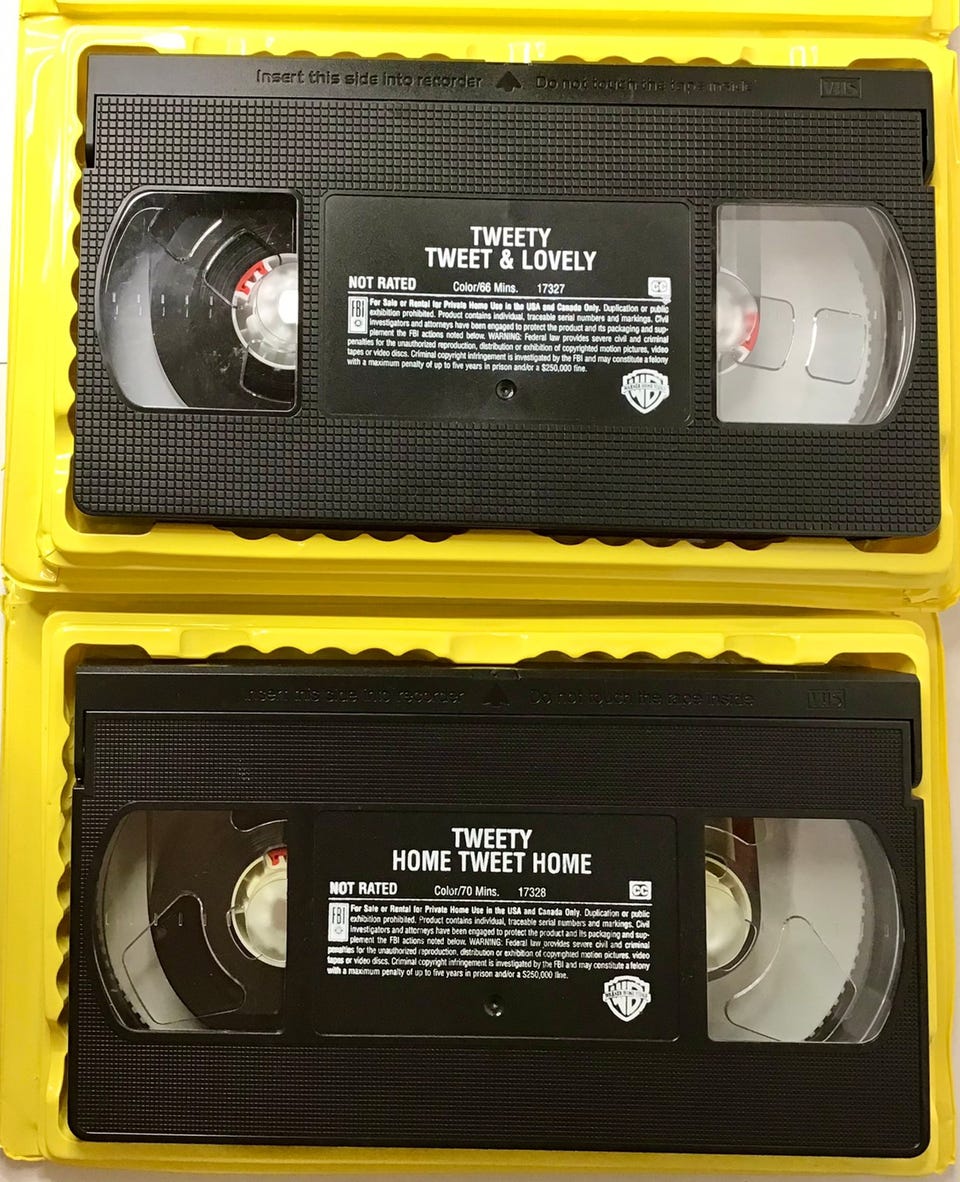 Insert this side into recorder Do not touch the tape inside VHS
TWEETY
TWEET & LOVELY
NOT RATED Color/66 Mins. 17327 CC
FBI For Sale or Rental for Private Home Use in the USA and Canada Only. Duplication or public
exhibition prohibited. Product contains individual, traceable serial numbers and markings. Civil
investigators and attorneys have been engaged to protect the product and its packaging and sup-
plement the FBI actions noted below. WARNING: Federal law provides severe civil and criminal
penalties for the unauthorized reproduction, distribution or exhibition of copyrighted motion pictures, video
tapes or video discs. Criminal copyright infringement is investigated by the FBI and may constitute a felony
with a maximum penalty of up to five years in prison and/or a $250,000 fine.
WB
WARNER HOME VIDEO
Insert this side into recorder Do not touch the tape inside VHS
TWEETY
HOME TWEET HOME
NOT RATED Color/70 Mins. 17328 CC
FBI For Sale or Rental for Private Home Use in the USA and Canada Only. Duplication or public
exhibition prohibited. Product contains individual, traceable serial numbers and markings. Civil
investigators and attorneys have been engaged to protect the product and its packaging and sup-
plement the FBI actions noted below. WARNING: Federal law provides severe civil and criminal
penalties for the unauthorized reproduction, distribution or exhibition of copyrighted motion pictures, video
tapes or video discs. Criminal copyright infringement is investigated by the FBI and may constitute a felony
with a maximum penalty of up to five years in prison and/or a $250,000 fine.
WB
WARNER HOME VIDEO